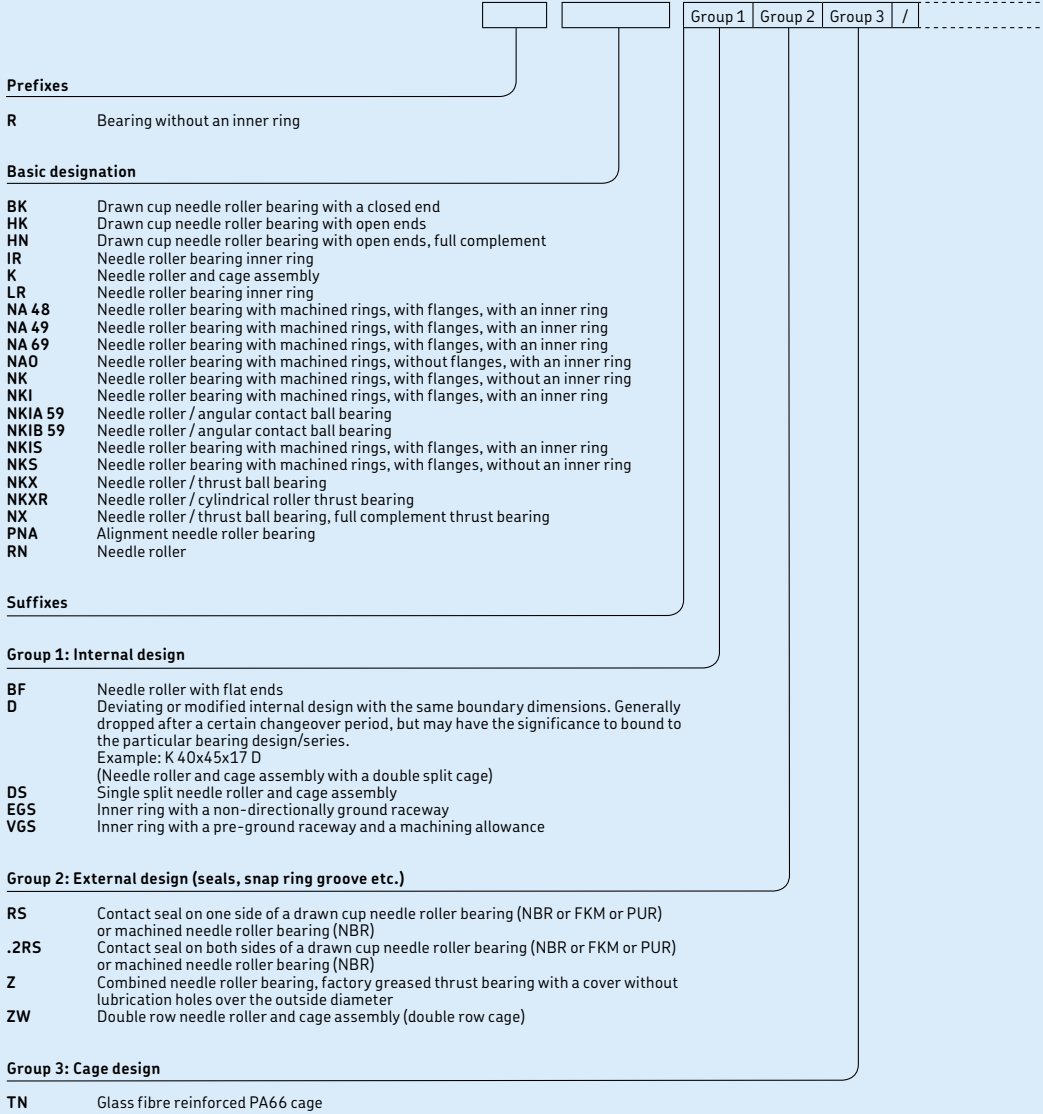 Group 1 Group 2 Group 3 /
Prefixes
R Bearing without an inner ring
Basic designation
BK Drawn cup needle roller bearing with a closed end
HK Drawn cup needle roller bearing with open ends
HN Drawn cup needle roller bearing with open ends, full complement
IR Needle roller bearing inner ring
K Needle roller and cage assembly
LR Needle roller bearing inner ring
NA 48 Needle roller bearing with machined rings, with flanges, with an inner ring
NA 49 Needle roller bearing with machined rings, with flanges, with an inner ring
NA 69 Needle roller bearing with machined rings, with flanges, with an inner ring
NAO Needle roller bearing with machined rings, without flanges, with an inner ring
NK Needle roller bearing with machined rings, with flanges, without an inner ring
NKI Needle roller bearing with machined rings, with flanges, with an inner ring
NKIA 59 Needle roller / angular contact ball bearing
NKIB 59 Needle roller / angular contact ball bearing
NKIS Needle roller bearing with machined rings, with flanges, with an inner ring
NKS Needle roller bearing with machined rings, with flanges, without an inner ring
NKX Needle roller / thrust ball bearing
NKXR Needle roller / cylindrical roller thrust bearing
NX Needle roller / thrust ball bearing, full complement thrust bearing
PNA Alignment needle roller bearing
RN Needle roller
Suffixes
Group 1: Internal design
BF Needle roller with flat ends
D Deviating or modified internal design with the same boundary dimensions. Generally
dropped after a certain changeover period, but may have the significance to bound to
the particular bearing design/series.
Example: K 40x45x17 D
(Needle roller and cage assembly with a double split cage)
DS Single split needle roller and cage assembly
EGS Inner ring with a non-directionally ground raceway
VGS Inner ring with a pre-ground raceway and a machining allowance
Group 2: External design (seals, snap ring groove etc.)
RS Contact seal on one side of a drawn cup needle roller bearing (NBR or FKM or PUR)
or machined needle roller bearing (NBR)
.2RS Contact seal on both sides of a drawn cup needle roller bearing (NBR or FKM or PUR)
or machined needle roller bearing (NBR)
Z Combined needle roller bearing, factory greased thrust bearing with a cover without
lubrication holes over the outside diameter
ZW Double row needle roller and cage assembly (double row cage)
Group 3: Cage design
TN Glass fibre reinforced PA66 cage